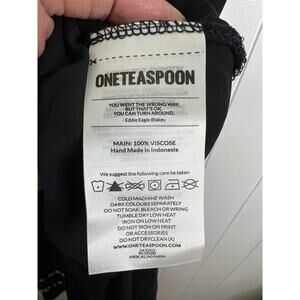 ONETEASPOON
YOU WENT THE WRONG WAY.
BUT THAT'S OK.
YOU CAN TURN AROUND.
- Eddie Eagle Blakey
MAIN: 100% VISCOSE
Hand Made in Indonesia
We suggest the following care be taken
COLD MACHINE WASH
DARK COLOURS SEPARATELY
DO NOT SOAK, BLEACH OR WRING
TUMBLE DRY LOW HEAT
IRON ON LOW HEAT
DO NOT IRON ON PRINT
OR ACCESSORIES
DO NOT DRYCLEAN (X)
WWW.ONETEASPOON.COM